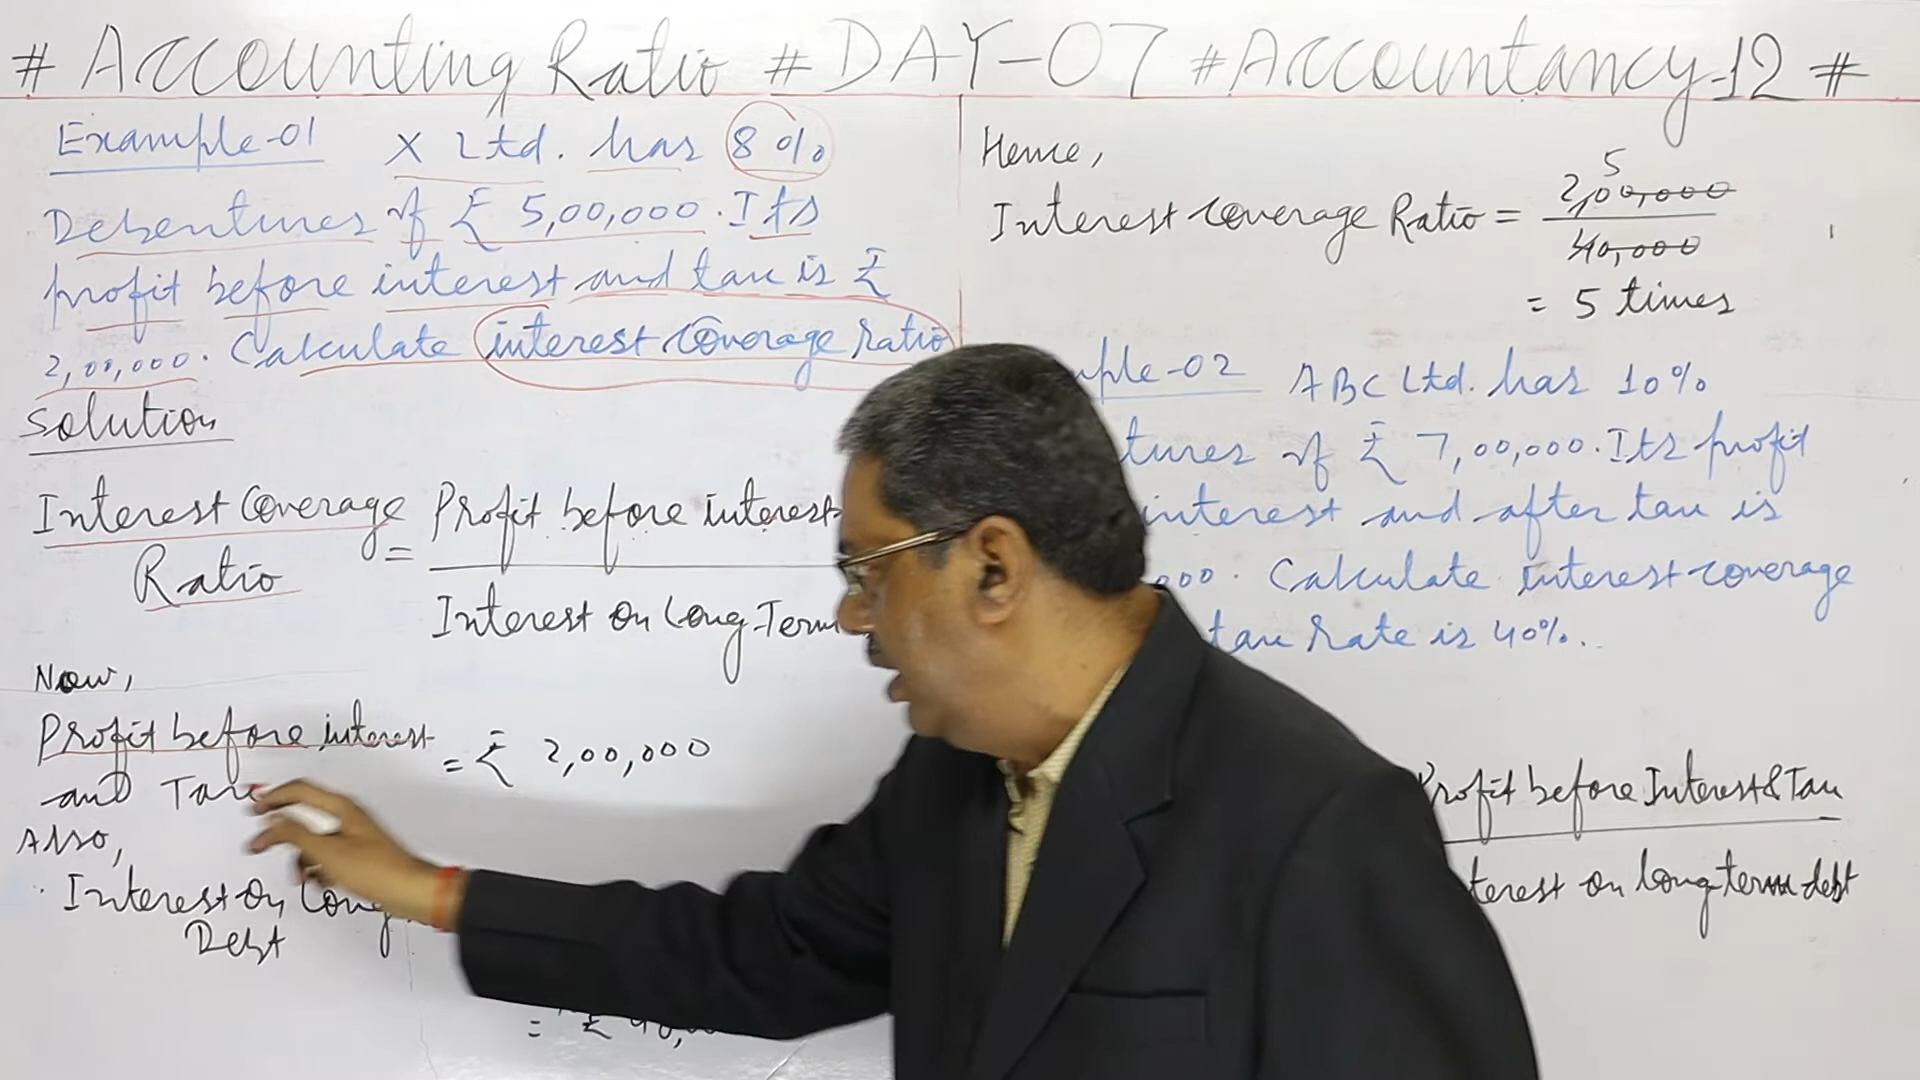 # Accounting Ratio # DAY-07 # Accountancy-12 #
Example-01 X Ltd. has 8%
Debentures of ₹ 5,00,000. Its
profit before interest and tax is ₹
2,00,000. Calculate interest coverage ratio
Solution
Interest Coverage Ratio = Profit before interest
Interest on Long-Term
Now,
Profit before interest
and Tax = ₹ 2,00,000
Also,
Interest on Long
Debt
= ₹ 40,
Hence,
Interest coverage Ratio = 2,00,000
5
40,000
= 5 times
-02 ABC Ltd. has 10%
of ₹ 7,00,000. Its profit
interest and after tax is
000. Calculate interest coverage
tax rate is 40%.
Profit before Interest & Tax
on long-term debt